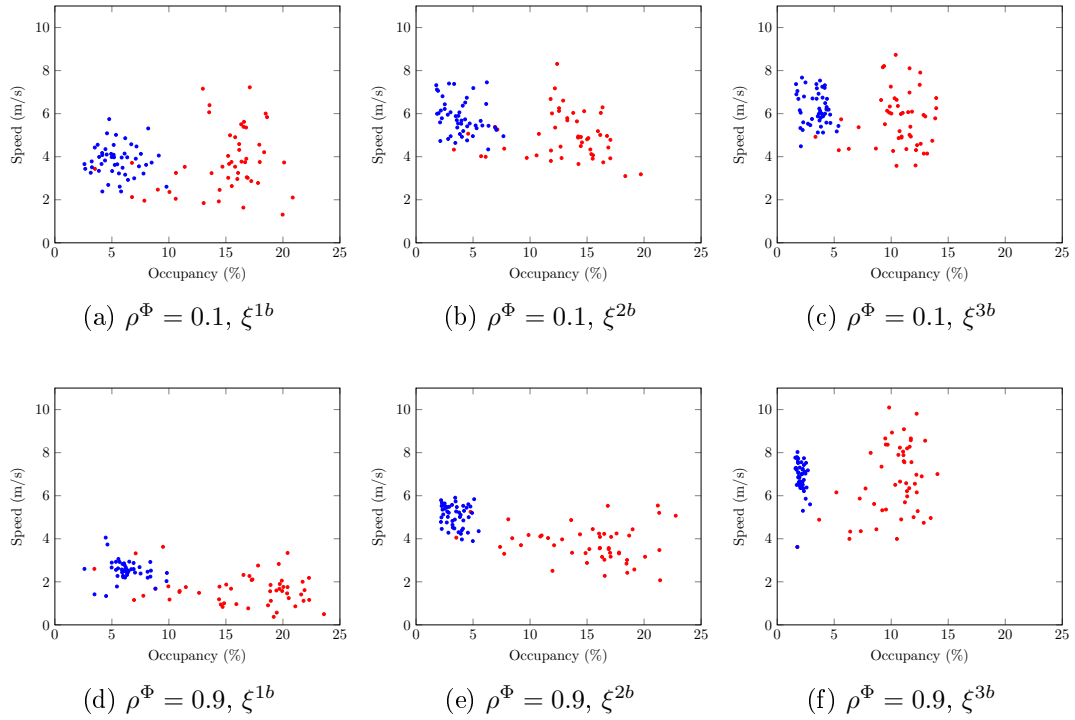 10
8
6
4
2
0
Speed (m/s)
0 5 10 15 20 25
Occupancy (%)
(a) ρ^Φ = 0.1, ξ^{1b}
10
8
6
4
2
0
Speed (m/s)
0 5 10 15 20 25
Occupancy (%)
(b) ρ^Φ = 0.1, ξ^{2b}
10
8
6
4
2
0
Speed (m/s)
0 5 10 15 20 25
Occupancy (%)
(c) ρ^Φ = 0.1, ξ^{3b}
10
8
6
4
2
0
Speed (m/s)
0 5 10 15 20 25
Occupancy (%)
(d) ρ^Φ = 0.9, ξ^{1b}
10
8
6
4
2
0
Speed (m/s)
0 5 10 15 20 25
Occupancy (%)
(e) ρ^Φ = 0.9, ξ^{2b}
10
8
6
4
2
0
Speed (m/s)
0 5 10 15 20 25
Occupancy (%)
(f) ρ^Φ = 0.9, ξ^{3b}